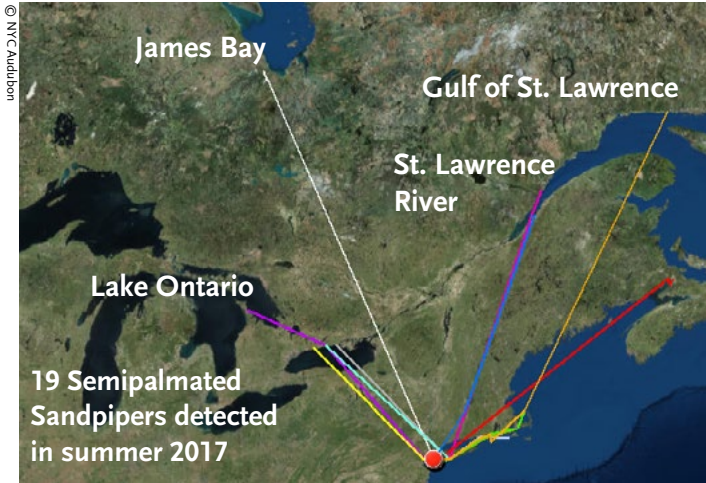 © NYC Audubon
James Bay
Gulf of St. Lawrence
St. Lawrence
River
Lake Ontario
19 Semipalmated
Sandpipers detected
in summer 2017